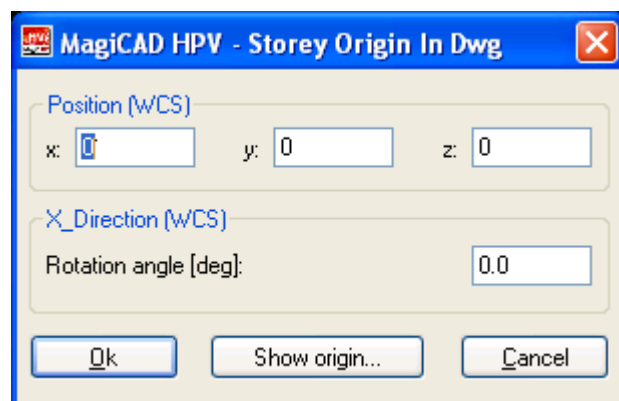 MagiCAD HPV - Storey Origin In Dwg
Position (WCS)
x: 0 y: 0 z: 0
X_Direction (WCS)
Rotation angle [deg]: 0.0
Ok Show origin... Cancel